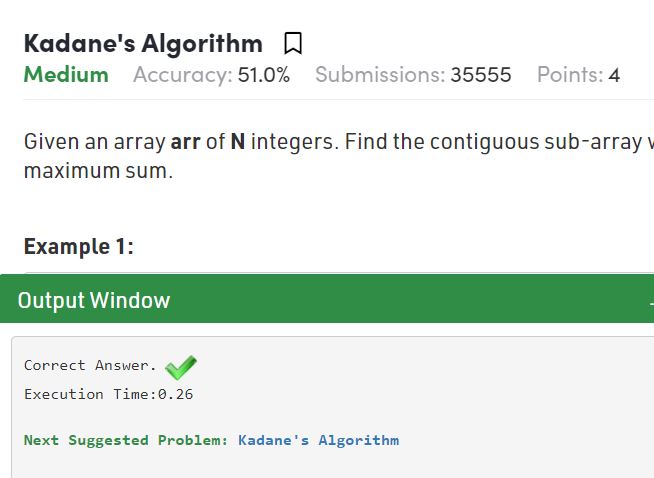 Kadane's Algorithm
Medium Accuracy: 51.0% Submissions: 35555 Points: 4
Given an array arr of N integers. Find the contiguous sub-array
maximum sum.
Example 1:
Output Window
Correct Answer.
Execution Time:0.26
Next Suggested Problem: Kadane's Algorithm